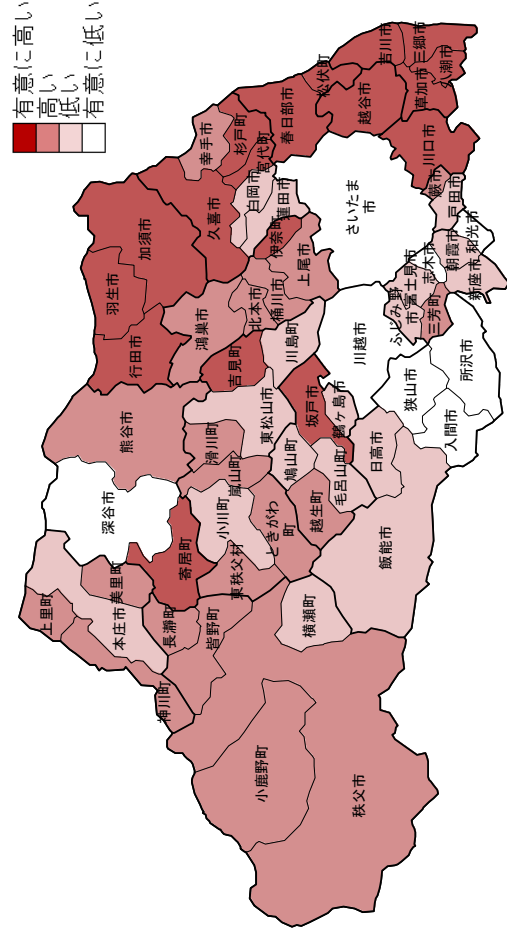 有意に高い
高い
低い
有意に低い
上里町
本庄市
美里町
神川町
長瀞町
皆野町
小鹿野町
秩父市
横瀬町
寄居町
深谷市
熊谷市
東秩父村
小川町
ときがわ
町
嵐山町
滑川町
東松山市
鳩山町
越生町
毛呂山町
飯能市
日高市
鶴ヶ島市
坂戸市
川島町
吉見町
鴻巣市
行田市
羽生市
加須市
北本市
桶川市
伊奈町
上尾市
久喜市
幸手市
杉戸町
宮代町
白岡市
蓮田市
春日部市
松伏町
さいたま
市
越谷市
吉川市
三郷市
八潮市
草加市
川口市
蕨市
戸田市
和光市
朝霞市
新座市
志木市
富士見市
ふじみ野
市
三芳町
川越市
狭山市
所沢市
入間市